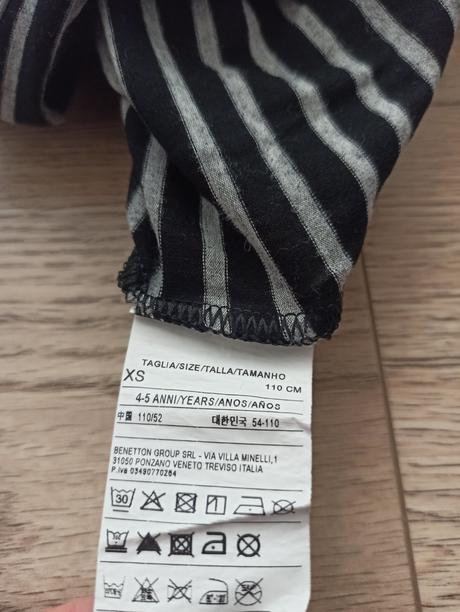 TAGLIA/SIZE/TALLA/TAMANHO
XS 110 CM
4-5 ANNI/YEARS/ANOS/AÑOS
中国 110/52 대한민국 54-110
BENETTON GROUP SRL - VIA VILLA MINELLI,1
31050 PONZANO VENETO TREVISO ITALIA
P.Iva 03490770264
30